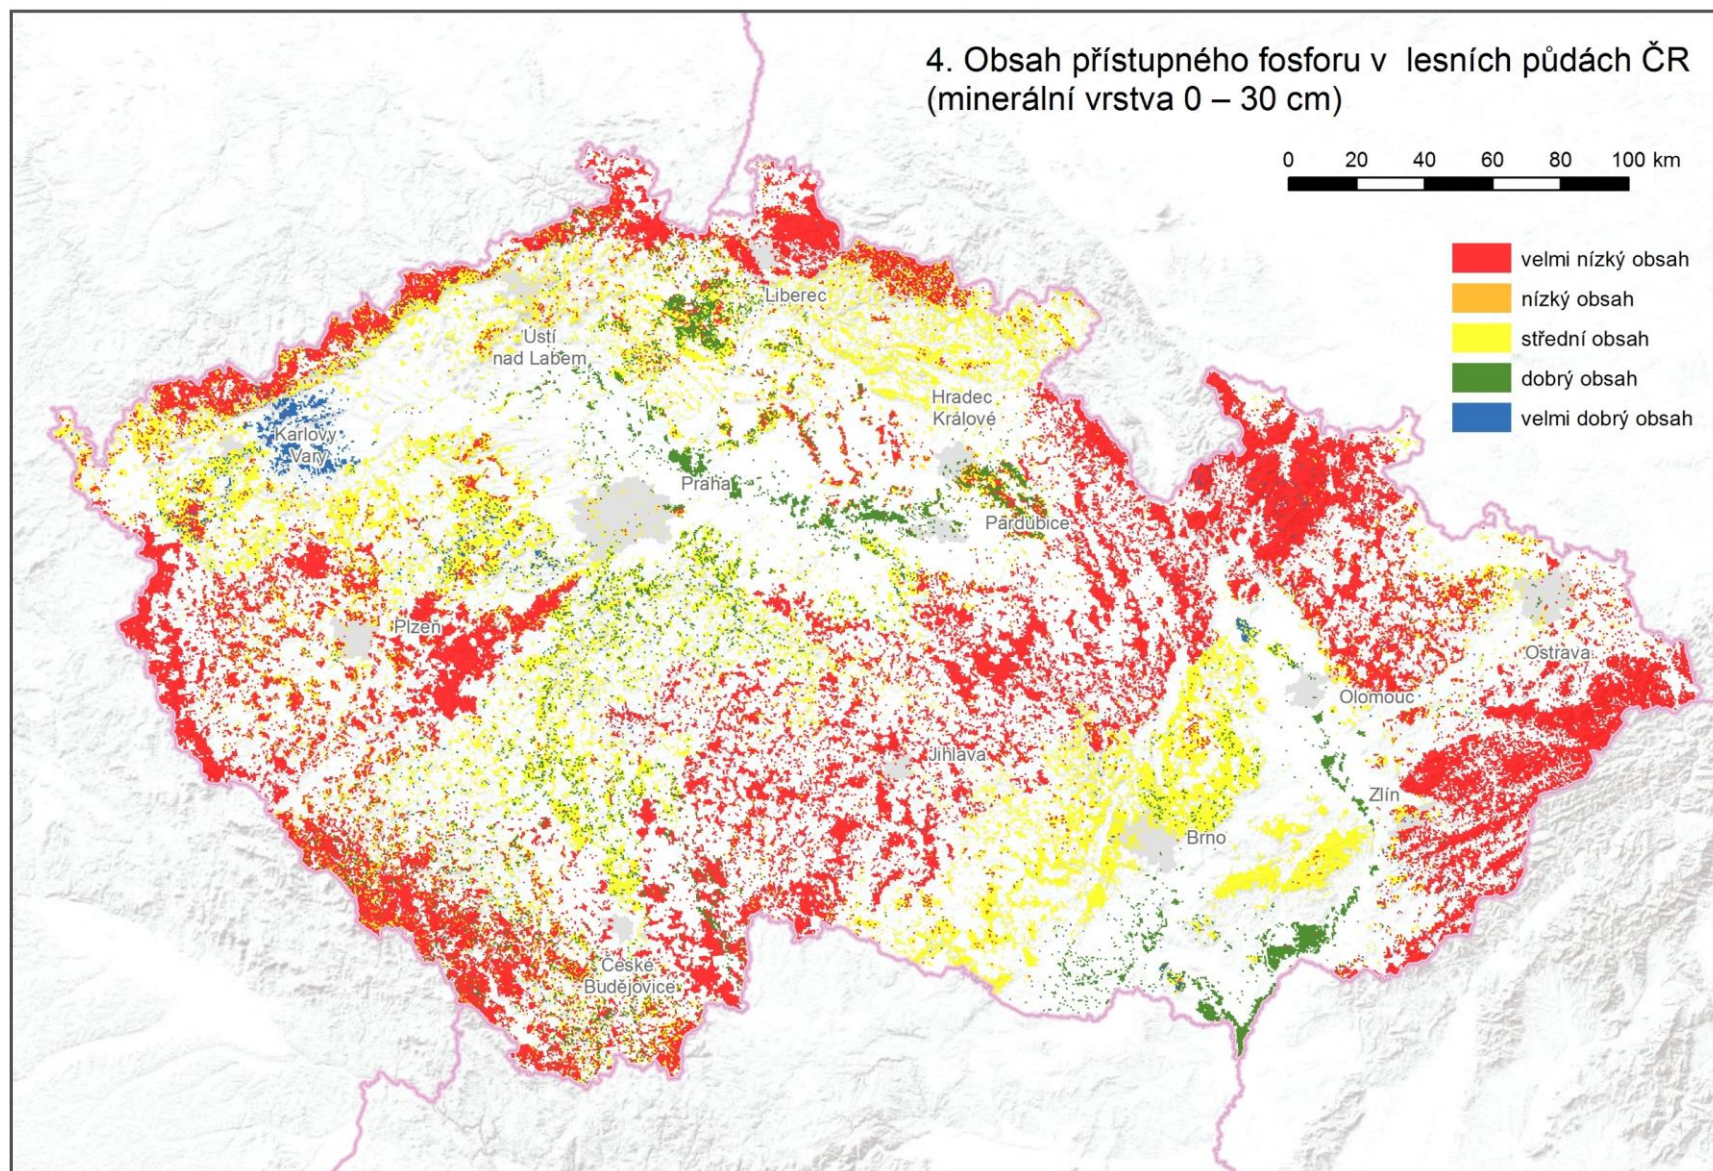 4. Obsah přístupného fosforu v lesních půdách ČR
(minerální vrstva 0 – 30 cm)
0 20 40 60 80 100 km
velmi nízký obsah
nízký obsah
střední obsah
dobrý obsah
velmi dobrý obsah
Liberec
Ústí
nad Labem
Hradec
Králové
Karlovy
Vary
Praha
Pardubice
Plzeň
Ostrava
Olomouc
Jihlava
Zlín
Brno
České
Budějovice